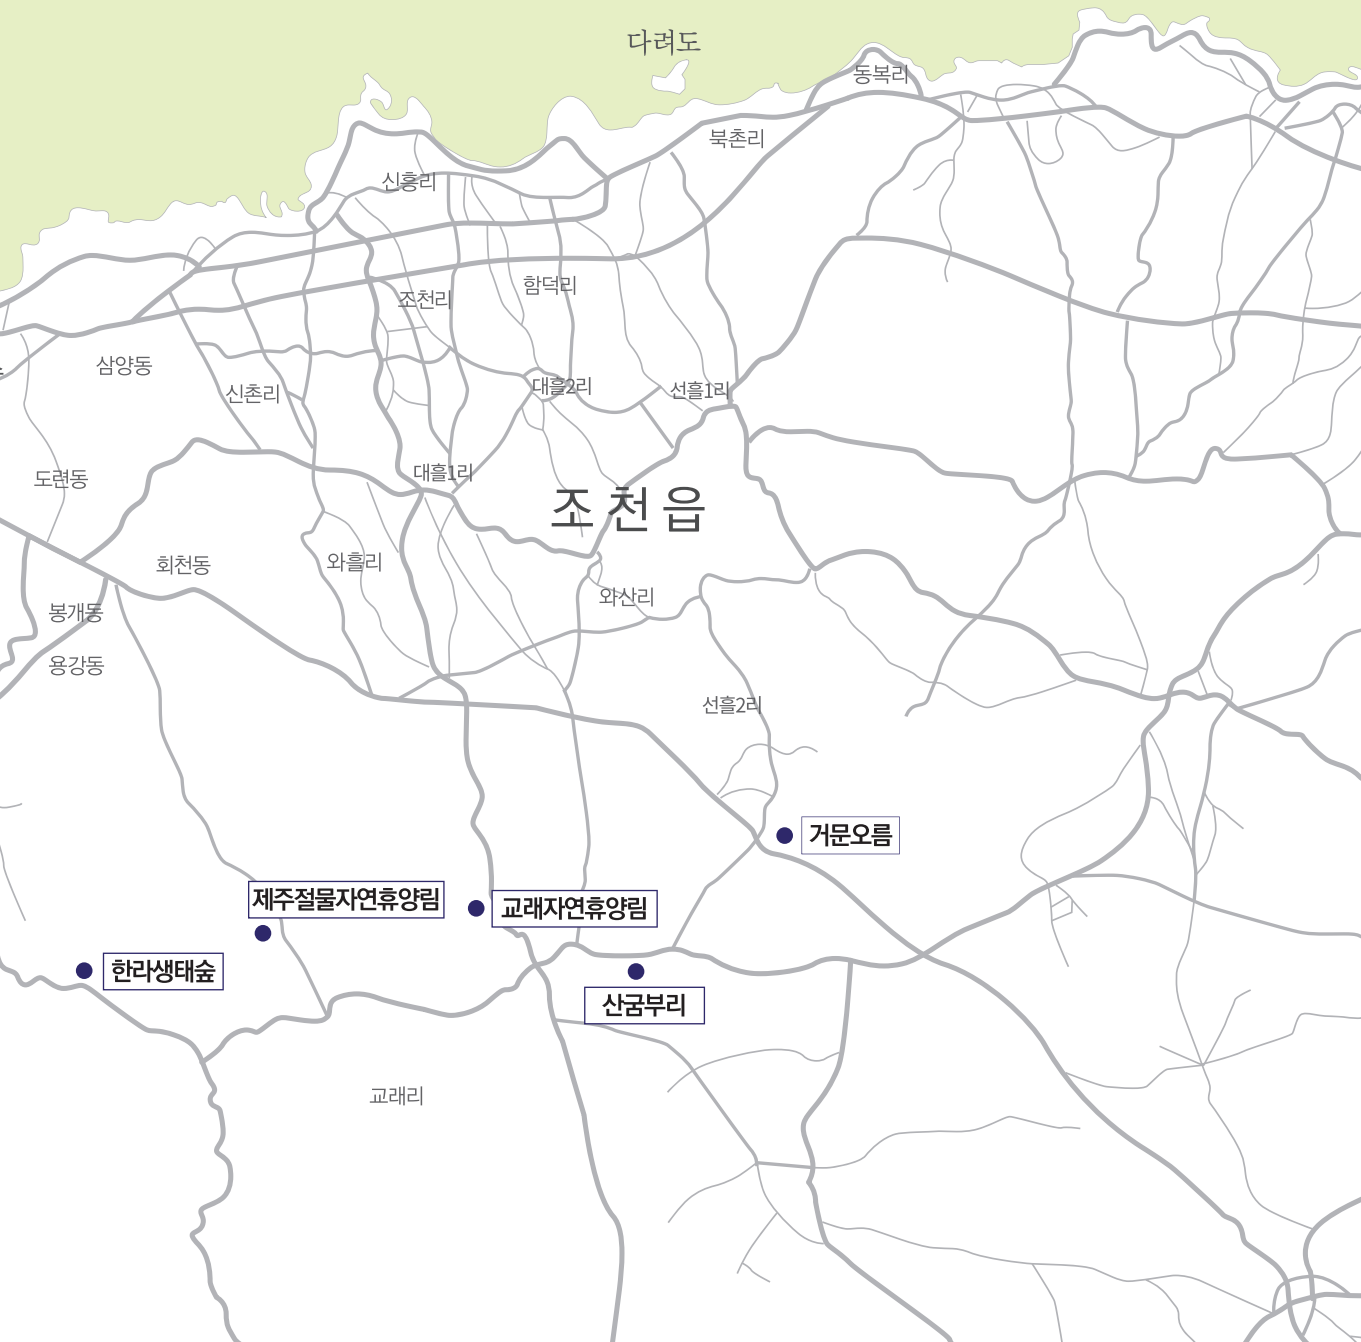 다려도
동복리
북촌리
신흥리
함덕리
조천리
삼양동
신촌리
대흘2리
선흘1리
도련동
대흘1리
조천읍
회천동
와흘리
와산리
봉개동
용강동
선흘2리
거문오름
제주절물자연휴양림
교래자연휴양림
한라생태숲
산굼부리
교래리